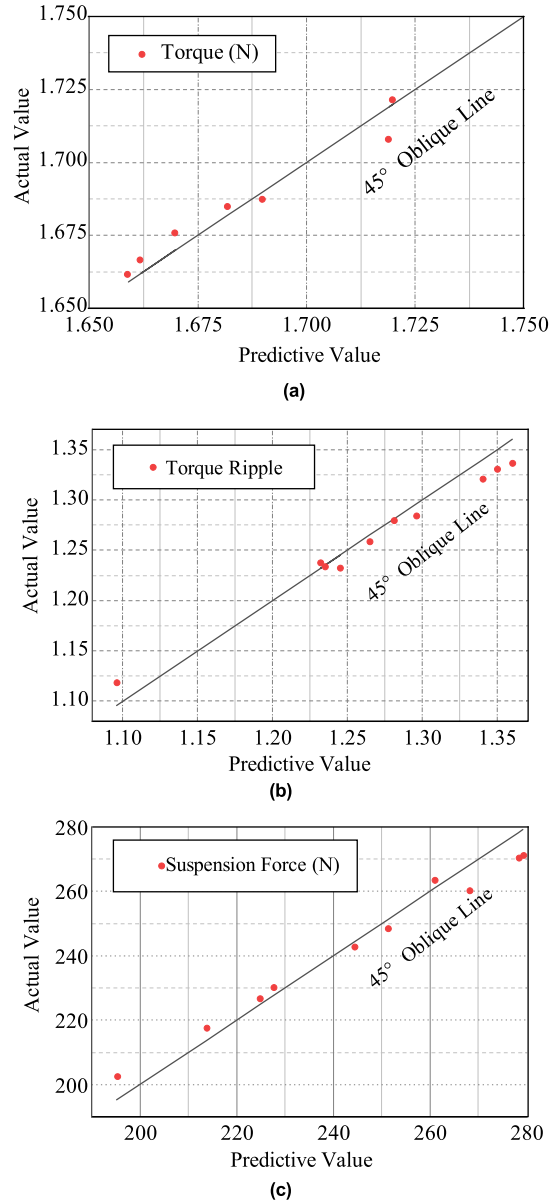 1.750
Torque (N)
1.725
45° Oblique Line
Actual Value
1.700
1.675
1.650
1.650 1.675 1.700 1.725 1.750
Predictive Value
(a)
1.35
Torque Ripple
1.30
45° Oblique Line
Actual Value
1.25
1.20
1.15
1.10
1.10 1.15 1.20 1.25 1.30 1.35
Predictive Value
(b)
280
Suspension Force (N)
260
45° Oblique Line
Actual Value
240
220
200
200 220 240 260 280
Predictive Value
(c)